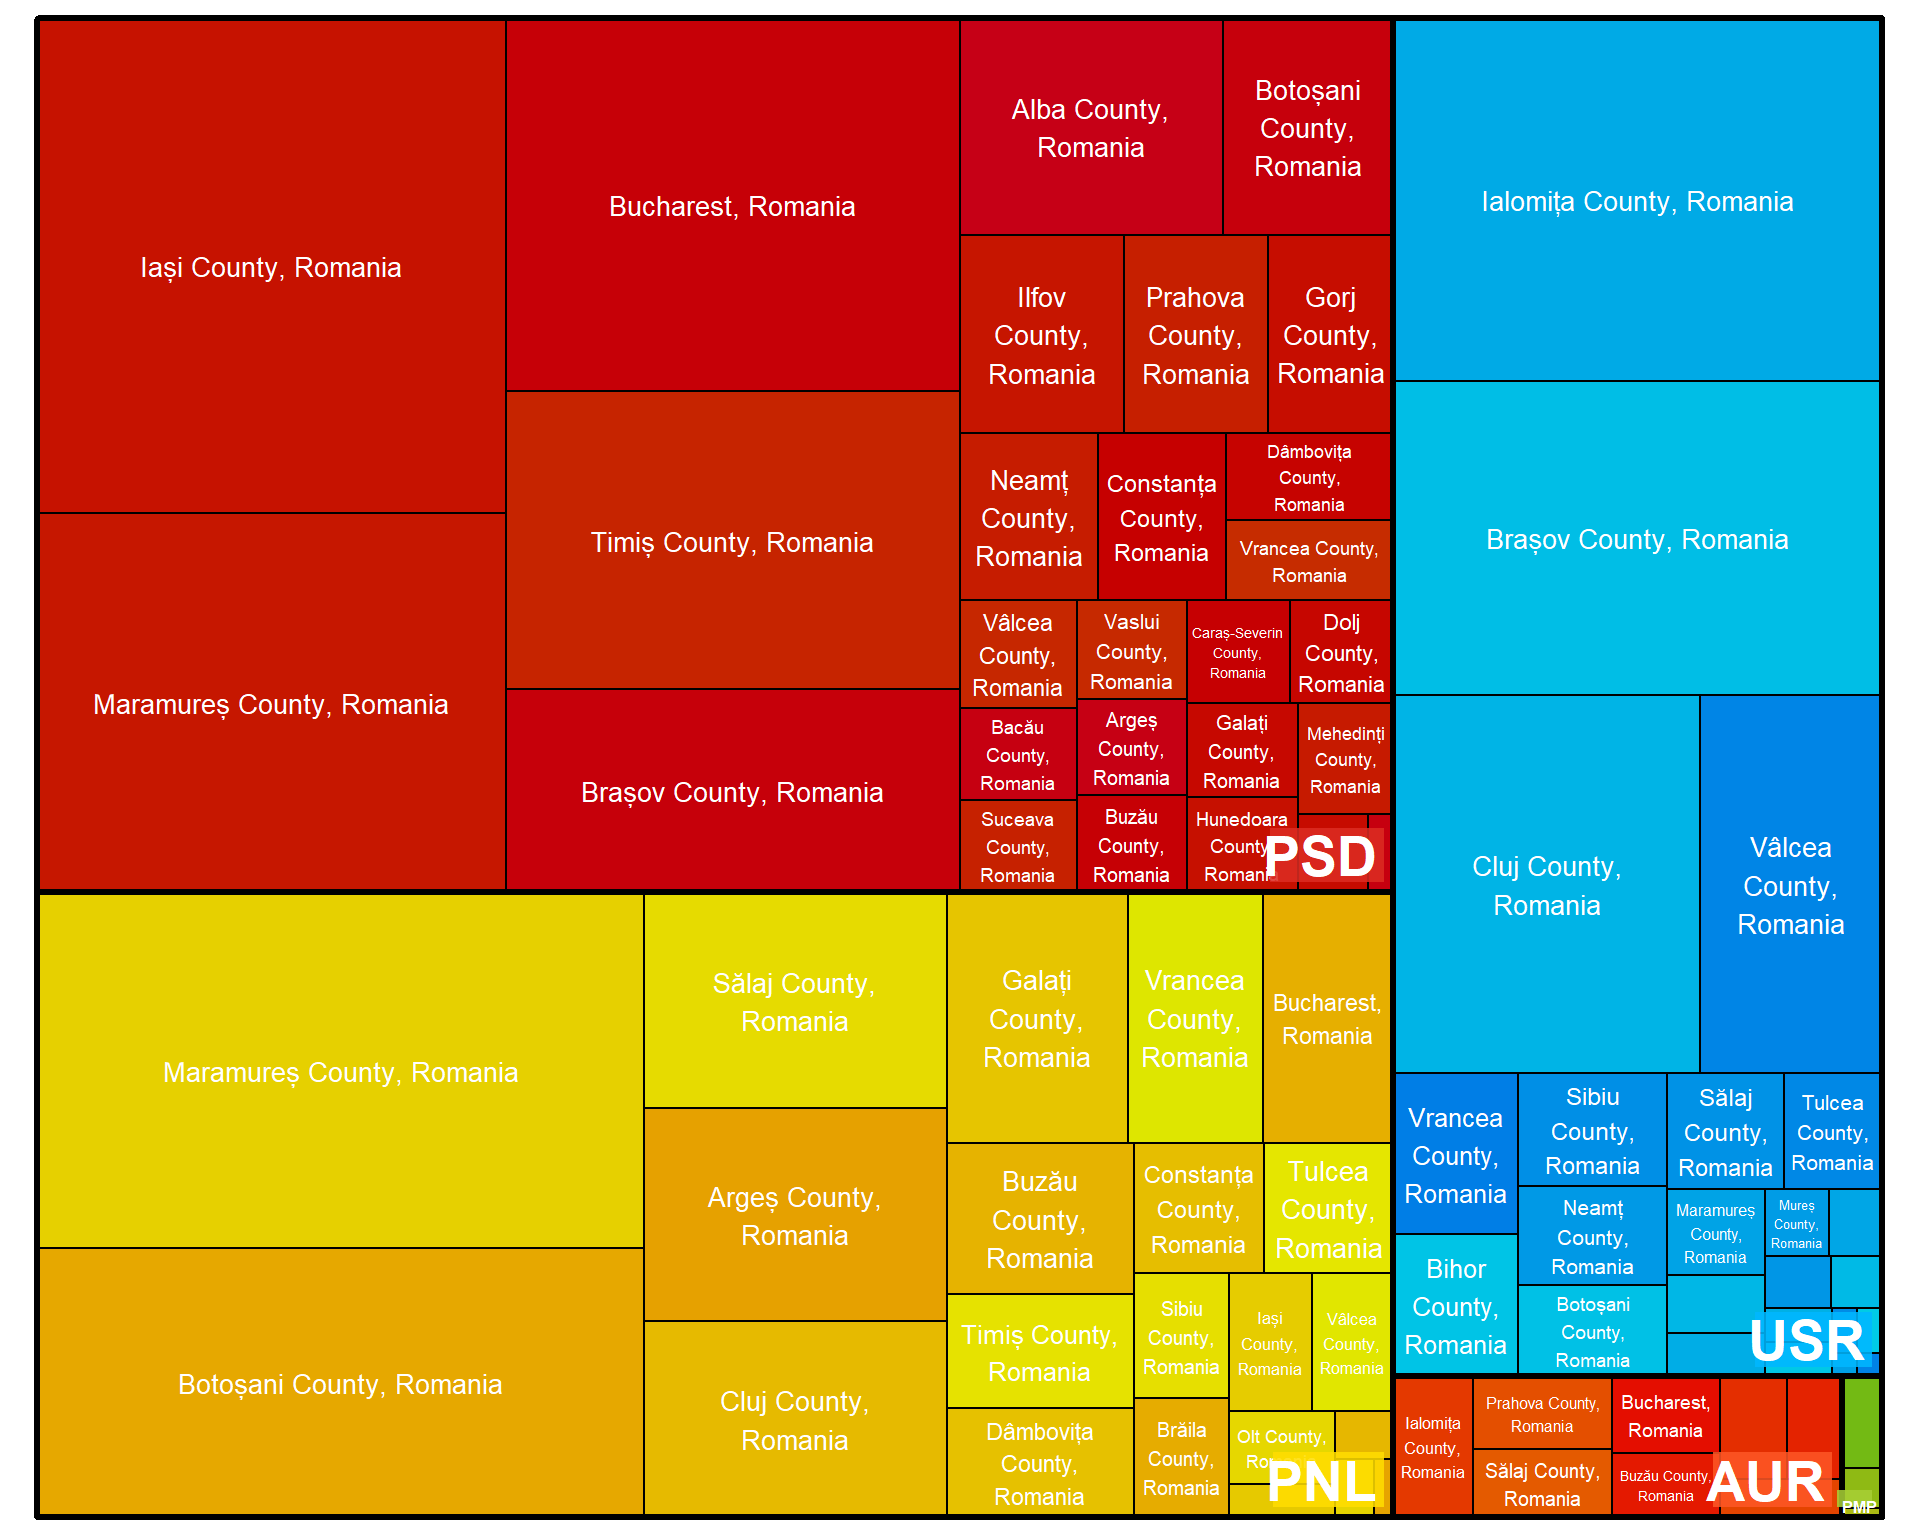 Iași County, Romania
Maramureș County, Romania
Bucharest, Romania
Timiș County, Romania
Brașov County, Romania
Alba County,
Romania
Botoșani
County,
Romania
Ilfov
County,
Romania
Prahova
County,
Romania
Gorj
County,
Romania
Neamț
County,
Romania
Constanța
County,
Romania
Dâmbovița
County,
Romania
Vrancea County,
Romania
Vâlcea
County,
Romania
Vaslui
County,
Romania
Caraș-Severin
County,
Romania
Dolj
County,
Romania
Bacău
County,
Romania
Argeș
County,
Romania
Galați
County,
Romania
Mehedinți
County,
Romania
Suceava
County,
Romania
Buzău
County,
Romania
Hunedoara
County,
Romania
PSD
Maramureș County, Romania
Botoșani County, Romania
Sălaj County,
Romania
Argeș County,
Romania
Cluj County,
Romania
Galați
County,
Romania
Vrancea
County,
Romania
Bucharest,
Romania
Buzău
County,
Romania
Constanța
County,
Romania
Tulcea
County,
Romania
Timiș County,
Romania
Sibiu
County,
Romania
Iași
County,
Romania
Vâlcea
County,
Romania
Dâmbovița
County,
Romania
Brăila
County,
Romania
Olt County,
Romania
PNL
Ialomița County, Romania
Brașov County, Romania
Cluj County,
Romania
Vâlcea
County,
Romania
Vrancea
County,
Romania
Sibiu
County,
Romania
Sălaj
County,
Romania
Tulcea
County,
Romania
Bihor
County,
Romania
Neamț
County,
Romania
Maramureș
County,
Romania
Mureș
County,
Romania
Botoșani
County,
Romania
USR
Ialomița
County,
Romania
Prahova County,
Romania
Sălaj County,
Romania
Bucharest,
Romania
Buzău County,
Romania
AUR
PMP